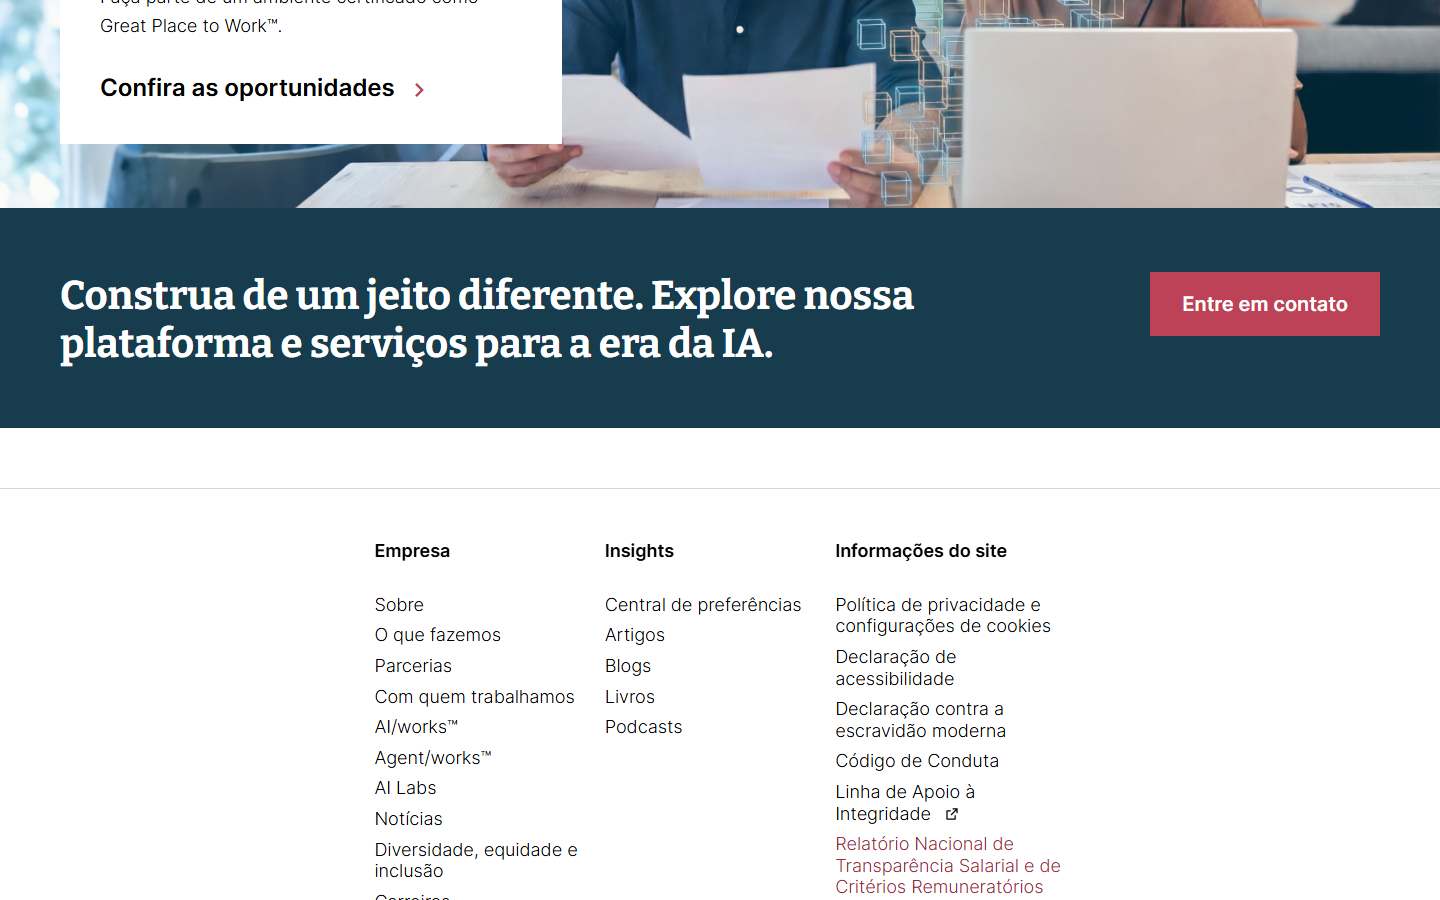 Great Place to Work™.
Confira as oportunidades
Construa de um jeito diferente. Explore nossa
plataforma e serviços para a era da IA.
Entre em contato
Empresa
Sobre
O que fazemos
Parcerias
Com quem trabalhamos
AI/works™
Agent/works™
AI Labs
Notícias
Diversidade, equidade e
inclusão
Insights
Central de preferências
Artigos
Blogs
Livros
Podcasts
Informações do site
Política de privacidade e
configurações de cookies
Declaração de
acessibilidade
Declaração contra a
escravidão moderna
Código de Conduta
Linha de Apoio à
Integridade
Relatório Nacional de
Transparência Salarial e de
Critérios Remuneratórios